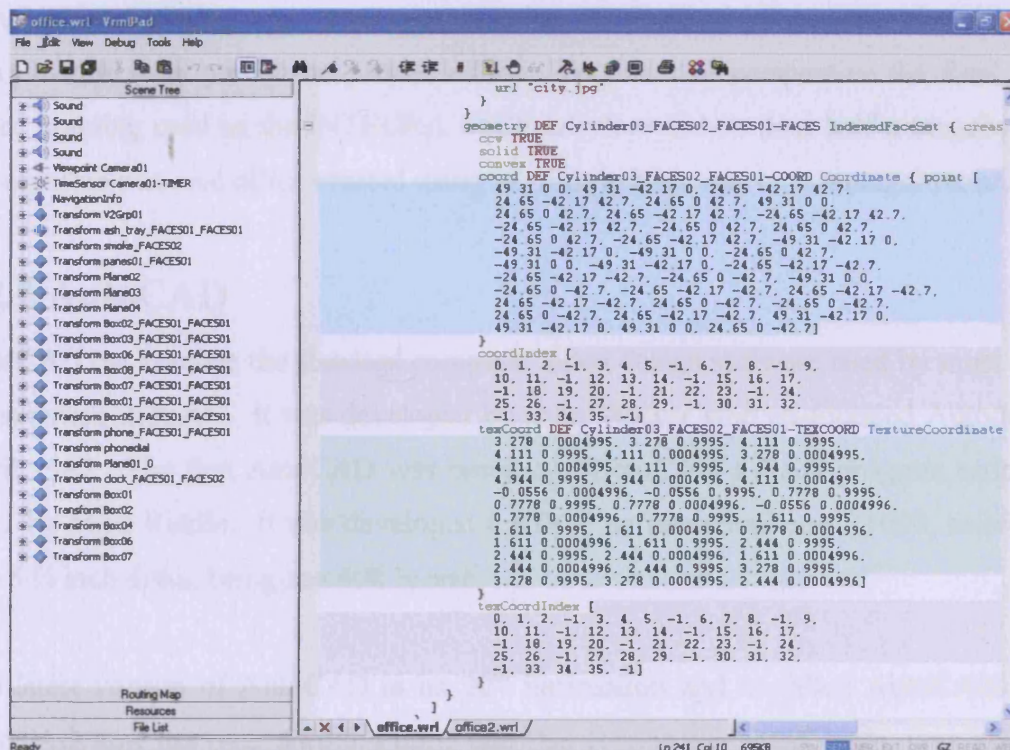 office.wrl - VrmlPad
File Edit View Debug Tools Help
Scene Tree
Sound
Sound
Sound
Sound
Viewpoint Camera01
TimeSensor Camera01-TIMER
NavigationInfo
Transform V2Grp01
Transform ash_tray_FACES01_FACES01
Transform smoke_FACES02
Transform panes01_FACES01
Transform Plane02
Transform Plane03
Transform Plane04
Transform Box02_FACES01_FACES01
Transform Box03_FACES01_FACES01
Transform Box06_FACES01_FACES01
Transform Box08_FACES01_FACES01
Transform Box07_FACES01_FACES01
Transform Box01_FACES01_FACES01
Transform Box05_FACES01_FACES01
Transform phone_FACES01_FACES01
Transform phonedial
Transform Plane01_0
Transform clock_FACES01_FACES02
Transform Box01
Transform Box02
Transform Box04
Transform Box06
Transform Box07
Routing Map
Resources
File List
url "city.jpg"
}
geometry DEF Cylinder03_FACES02_FACES01-FACES IndexedFaceSet { creas
ccw TRUE
solid TRUE
convex TRUE
coord DEF Cylinder03_FACES02_FACES01-COORD Coordinate { point [
49.31 0 0, 49.31 -42.17 0, 24.65 -42.17 42.7,
24.65 -42.17 42.7, 24.65 0 42.7, 49.31 0 0,
24.65 0 42.7, 24.65 -42.17 42.7, -24.65 -42.17 42.7,
-24.65 -42.17 42.7, -24.65 0 42.7, 24.65 0 42.7,
-24.65 0 42.7, -24.65 -42.17 42.7, -49.31 -42.17 0,
-49.31 -42.17 0, -49.31 0 0, -24.65 0 42.7,
-49.31 0 0, -49.31 -42.17 0, -24.65 -42.17 -42.7,
-24.65 -42.17 -42.7, -24.65 0 -42.7, -49.31 0 0,
-24.65 0 -42.7, -24.65 -42.17 -42.7, 24.65 -42.17 -42.7,
24.65 -42.17 -42.7, 24.65 0 -42.7, -24.65 0 -42.7,
24.65 0 -42.7, 24.65 -42.17 -42.7, 49.31 -42.17 0,
49.31 -42.17 0, 49.31 0 0, 24.65 0 -42.7]
}
coordIndex [
0, 1, 2, -1, 3, 4, 5, -1, 6, 7, 8, -1, 9,
10, 11, -1, 12, 13, 14, -1, 15, 16, 17,
-1, 18, 19, 20, -1, 21, 22, 23, -1, 24,
25, 26, -1, 27, 28, 29, -1, 30, 31, 32,
-1, 33, 34, 35, -1]
texCoord DEF Cylinder03_FACES02_FACES01-TEXCOORD TextureCoordinate
3.278 0.0004995, 3.278 0.9995, 4.111 0.9995,
4.111 0.9995, 4.111 0.0004995, 3.278 0.0004995,
4.111 0.0004995, 4.111 0.9995, 4.944 0.9995,
4.944 0.9995, 4.944 0.0004995, 4.111 0.0004995,
-0.0556 0.0004996, -0.0556 0.9995, 0.7778 0.9995,
0.7778 0.9995, 0.7778 0.0004996, -0.0556 0.0004996,
0.7778 0.0004996, 0.7778 0.9995, 1.611 0.9995,
1.611 0.9995, 1.611 0.0004996, 0.7778 0.0004996,
1.611 0.0004996, 1.611 0.9995, 2.444 0.9995,
2.444 0.9995, 2.444 0.0004996, 1.611 0.0004996,
2.444 0.0004996, 2.444 0.9995, 3.278 0.9995,
3.278 0.9995, 3.278 0.0004995, 2.444 0.0004996]
}
texCoordIndex [
0, 1, 2, -1, 3, 4, 5, -1, 6, 7, 8, -1, 9,
10, 11, -1, 12, 13, 14, -1, 15, 16, 17,
-1, 18, 19, 20, -1, 21, 22, 23, -1, 24,
25, 26, -1, 27, 28, 29, -1, 30, 31, 32,
-1, 33, 34, 35, -1]
}
}
]
office.wrl office2.wrl
Ready
Ln 241 Col 10 695KB